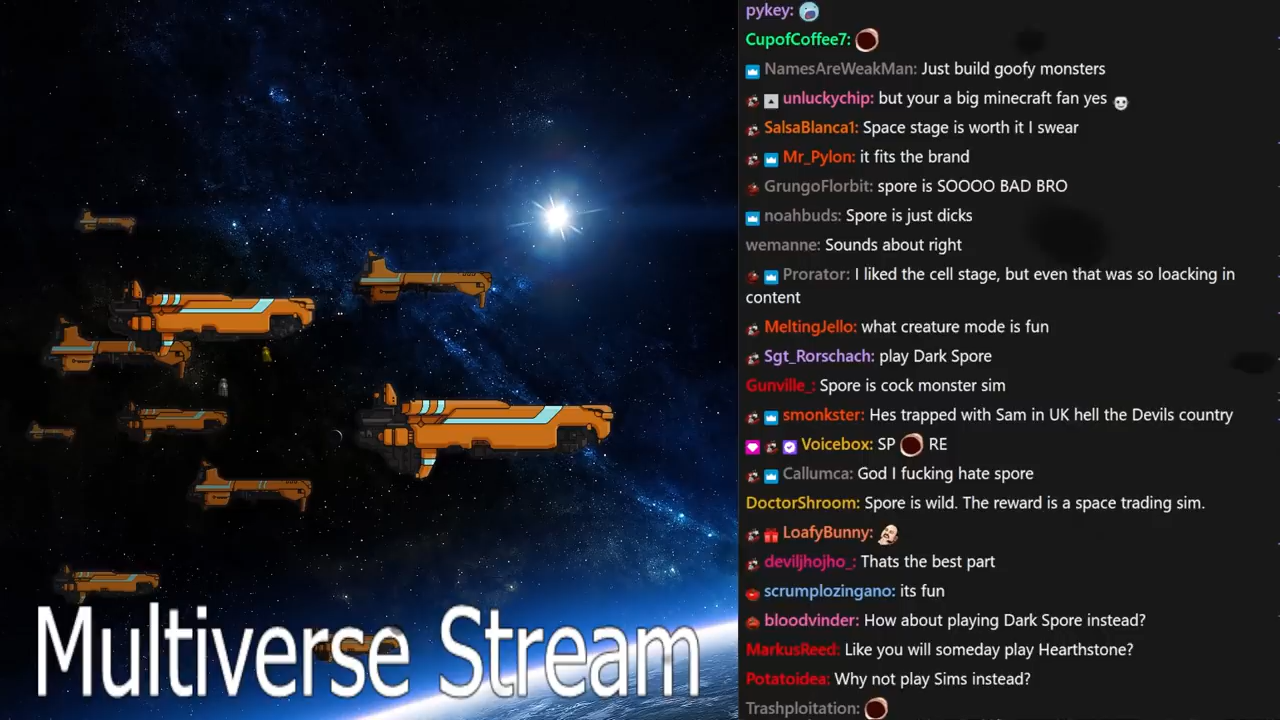 pykey:
CupofCoffee7:
NamesAreWeakMan: Just build goofy monsters
unluckychip: but your a big minecraft fan yes
SalsaBlanca1: Space stage is worth it I swear
Mr_Pylon: it fits the brand
GrungoFlorbit: spore is SOOOO BAD BRO
noahbuds: Spore is just dicks
wemanne: Sounds about right
Prorator: I liked the cell stage, but even that was so loacking in
content
MeltingJello: what creature mode is fun
Sgt_Rorschach: play Dark Spore
Gunville_: Spore is cock monster sim
smonkster: Hes trapped with Sam in UK hell the Devils country
Voicebox: SP RE
Callumca: God I fucking hate spore
DoctorShroom: Spore is wild. The reward is a space trading sim.
LoafyBunny:
deviljhojho_: Thats the best part
scrumplozingano: its fun
bloodvinder: How about playing Dark Spore instead?
MarkusReed: Like you will someday play Hearthstone?
Potatoidea: Why not play Sims instead?
Trashploitation:
Multiverse Stream